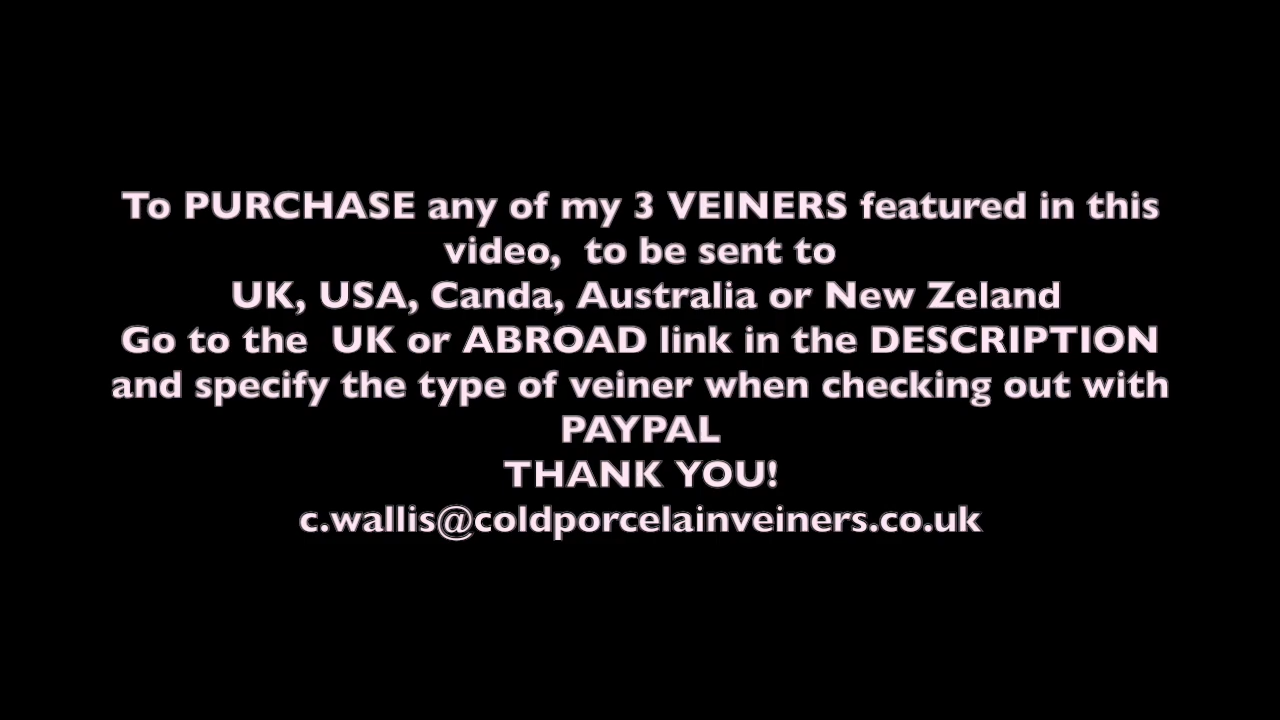 To PURCHASE any of my 3 VEINERS featured in this
video,  to be sent to
UK, USA, Canda, Australia or New Zeland
Go to the  UK or ABROAD link in the DESCRIPTION
and specify the type of veiner when checking out with
PAYPAL
THANK YOU!
c.wallis@coldporcelainveiners.co.uk